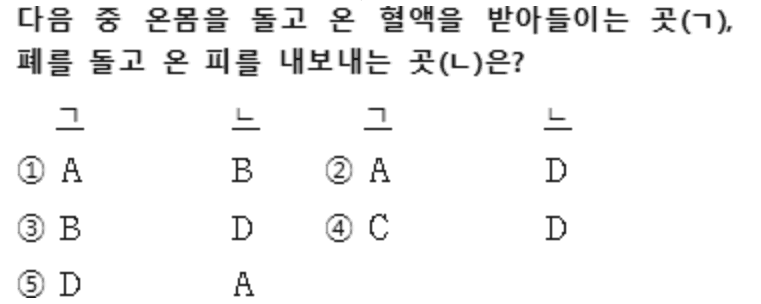 다음 중 온몸을 돌고 온 혈액을 받아들이는 곳(ㄱ),
폐를 돌고 온 피를 내보내는 곳(ㄴ)은?
ㄱ ㄴ ㄱ ㄴ
① A B ② A D
③ B D ④ C D
⑤ D A